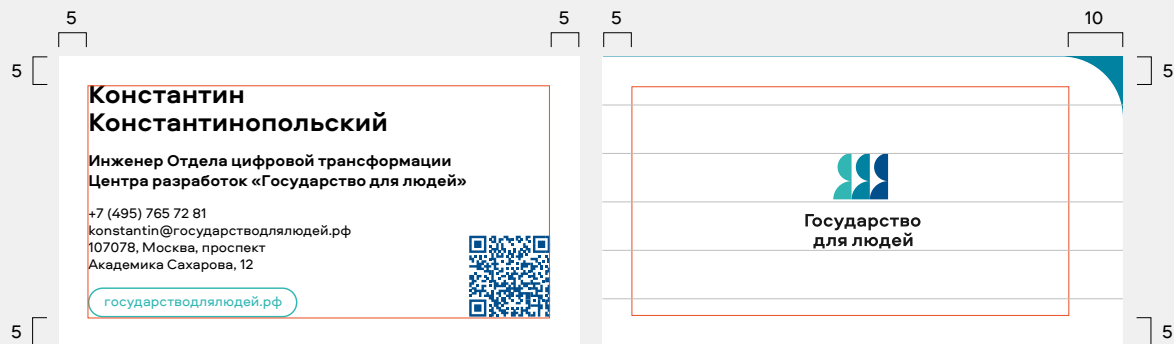 5
5
5
10
5
5
Константин
Константинопольский
Инженер Отдела цифровой трансформации
Центра разработок «Государство для людей»
+7 (495) 765 72 81
konstantin@государстводлялюдей.рф
107078, Москва, проспект
Академика Сахарова, 12
государстводлялюдей.рф
5
Государство
для людей
5